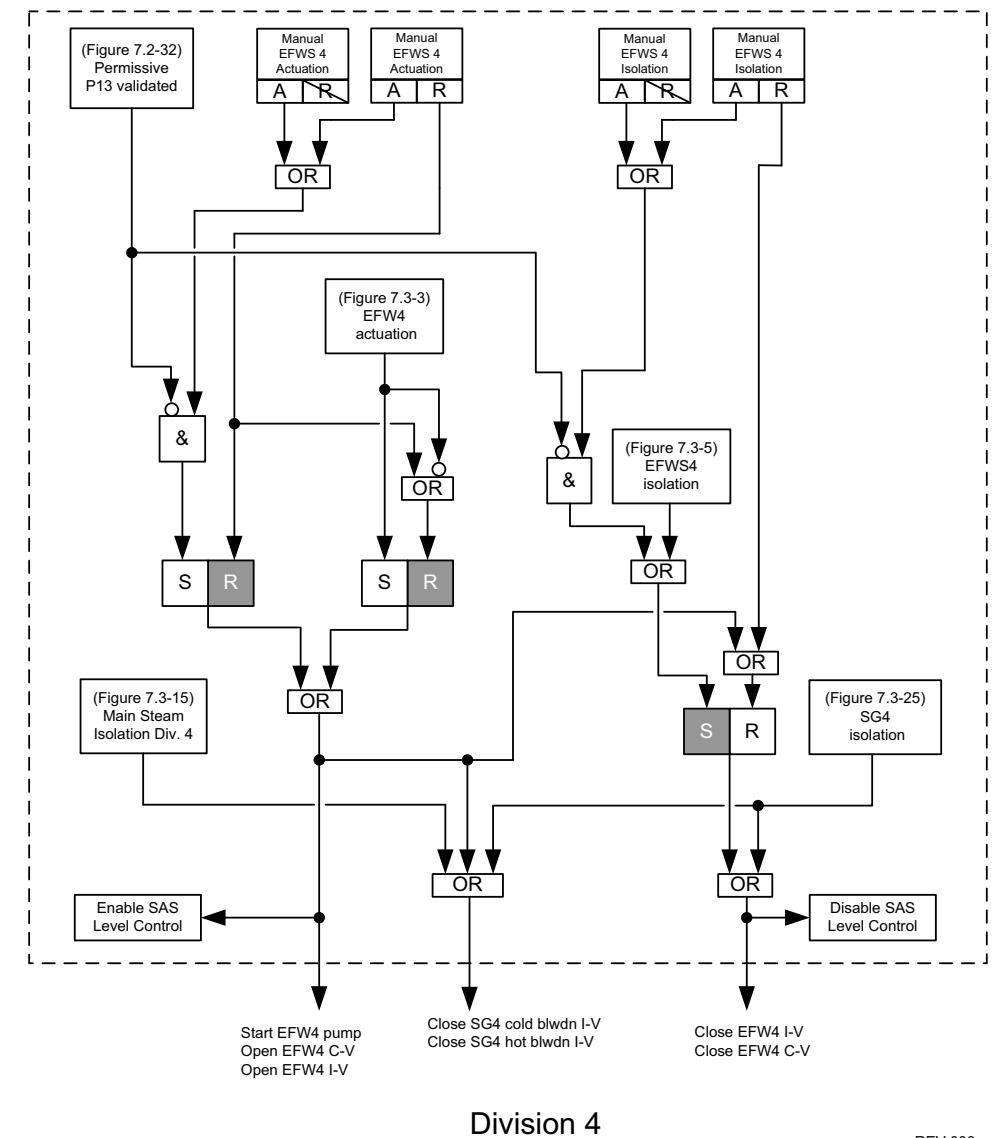 (Figure 7.2-32)
Permissive
P13 validated
Manual
EFWS 4
Actuation
A R
Manual
EFWS 4
Actuation
A R
Manual
EFWS 4
Isolation
A R
Manual
EFWS 4
Isolation
A R
OR
OR
(Figure 7.3-3)
EFW4
actuation
&
OR
&
(Figure 7.3-5)
EFWS4
isolation
S R
S R
OR
OR
OR
(Figure 7.3-15)
Main Steam
Isolation Div. 4
S R
(Figure 7.3-25)
SG4
isolation
OR
OR
Enable SAS
Level Control
Disable SAS
Level Control
Start EFW4 pump
Open EFW4 C-V
Open EFW4 I-V
Close SG4 cold blwdn I-V
Close SG4 hot blwdn I-V
Close EFW4 I-V
Close EFW4 C-V
Division 4